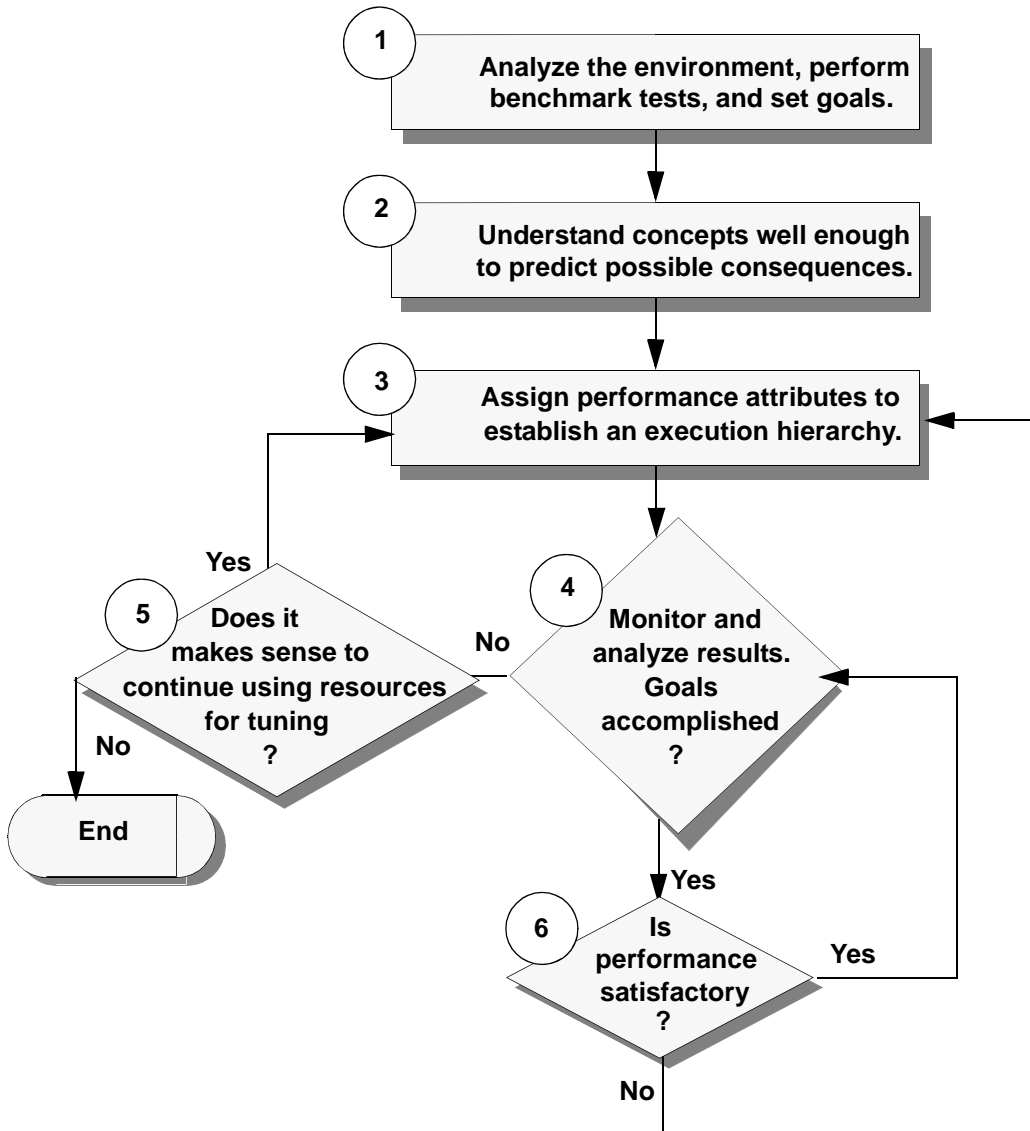 1
Analyze the environment, perform
benchmark tests, and set goals.
2
Understand concepts well enough
to predict possible consequences.
3
Assign performance attributes to
establish an execution hierarchy.
Yes
5
Does it
makes sense to
continue using resources
for tuning
?
No
4
Monitor and
analyze results.
Goals
accomplished
?
No
End
Yes
6
Is
performance
satisfactory
?
Yes
No